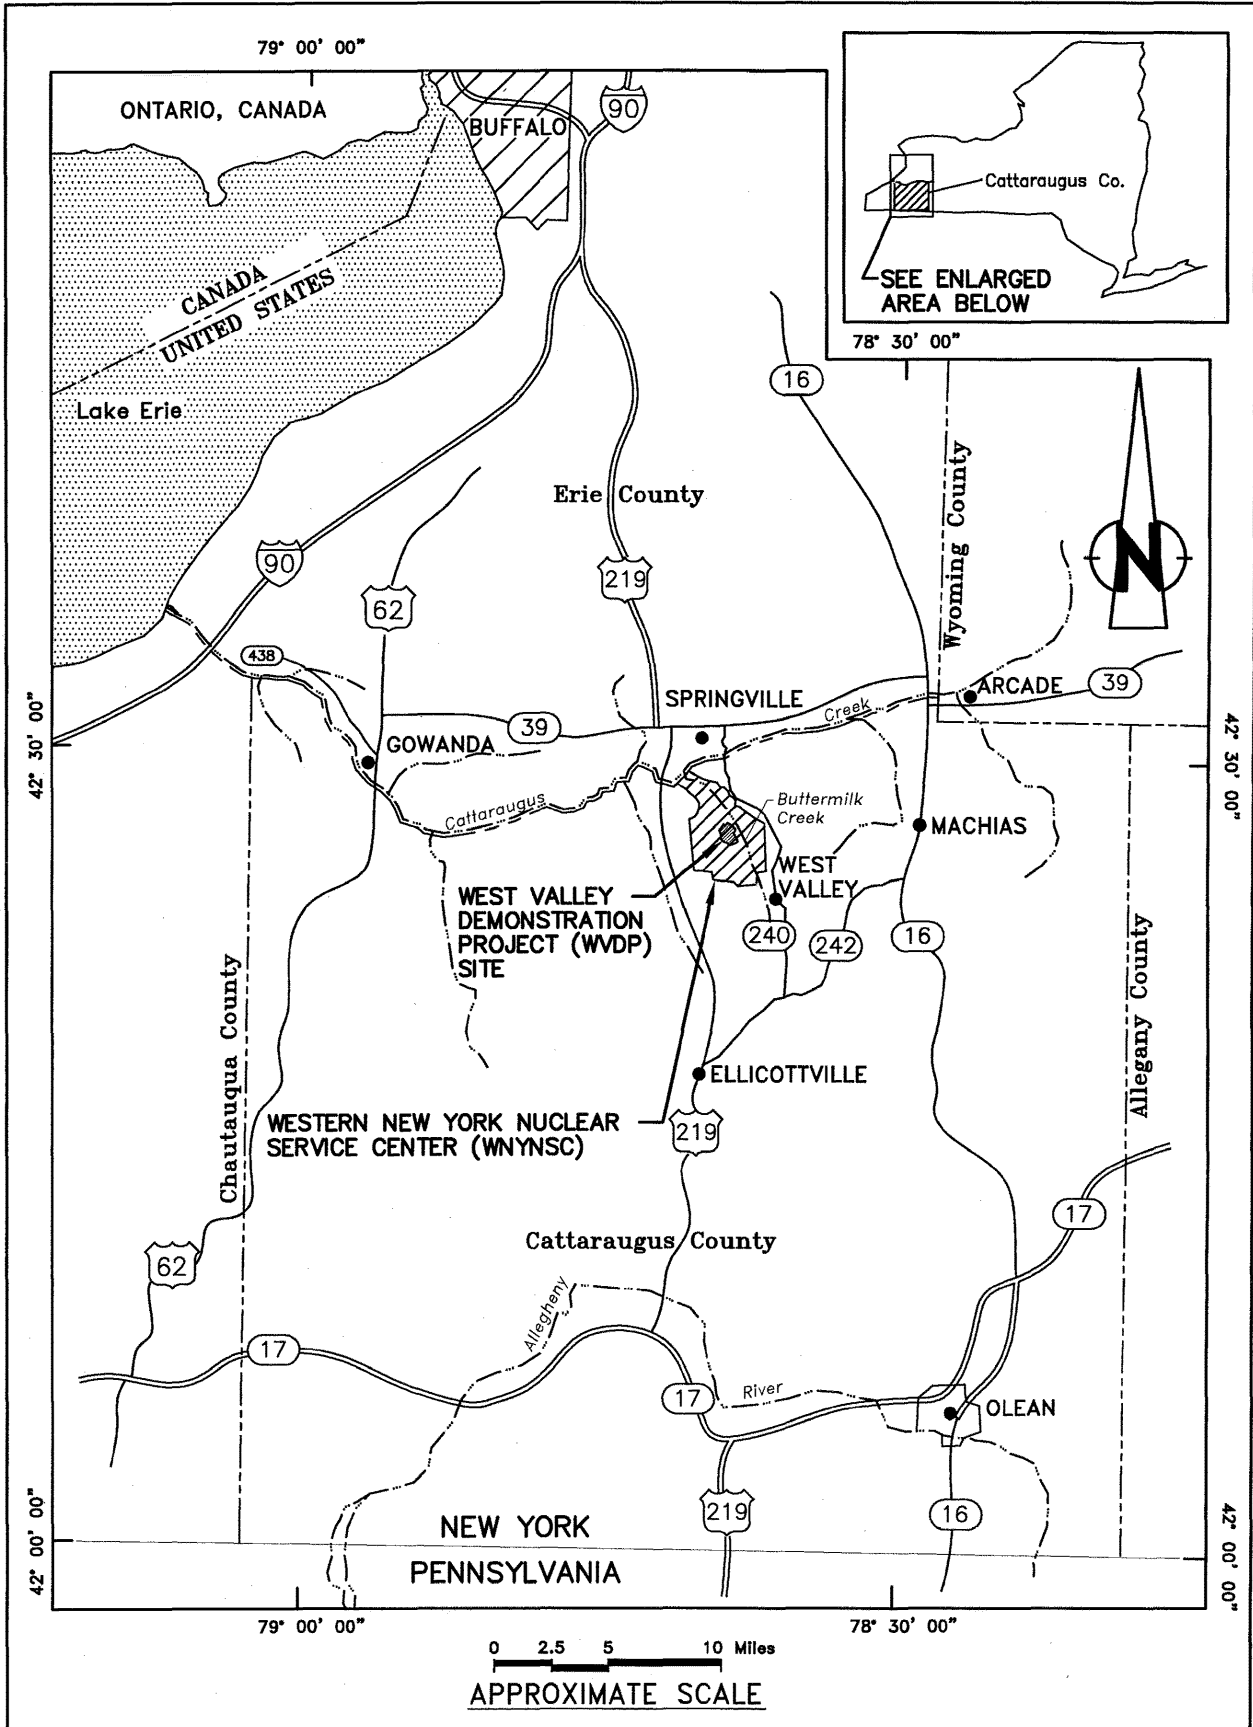 79° 00' 00"
ONTARIO, CANADA
BUFFALO
90
Cattaraugus Co.
SEE ENLARGED
AREA BELOW
78° 30' 00"
CANADA
UNITED STATES
Lake Erie
16
Erie County
Wyoming County
N
90
219
62
438
SPRINGVILLE
Creek
ARCADE
39
42° 30' 00"
GOWANDA
39
42° 30' 00"
Cattaraugus
Buttermilk
Creek
MACHIAS
WEST
VALLEY
WEST VALLEY
DEMONSTRATION
PROJECT (WVDP)
SITE
240
242
16
Chautauqua County
Allegany County
ELLICOTTVILLE
WESTERN NEW YORK NUCLEAR
SERVICE CENTER (WNYNSC)
219
17
Cattaraugus County
62
Allegheny
17
17
River
OLEAN
42° 00' 00"
NEW YORK
PENNSYLVANIA
219
16
42° 00' 00"
79° 00' 00"
78° 30' 00"
0 2.5 5 10 Miles
APPROXIMATE SCALE